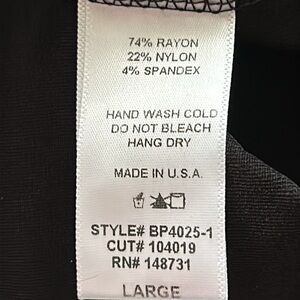 74% RAYON
22% NYLON
4% SPANDEX
HAND WASH COLD
DO NOT BLEACH
HANG DRY
MADE IN U.S.A.
STYLE# BP4025-1
CUT# 104019
RN# 148731
LARGE